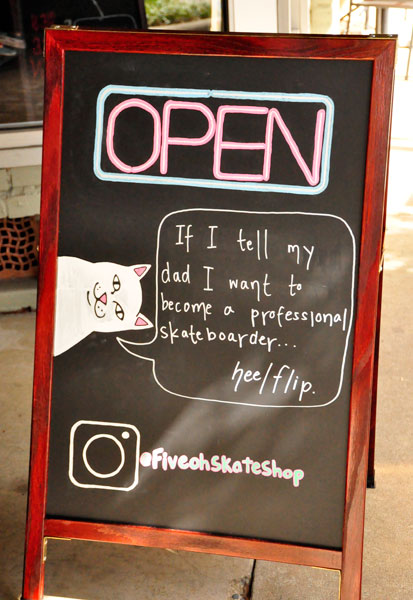 OPEN
If I tell my
dad I want to
become a professional
skateboarder...
heelflip.
@Fiveohskateshop